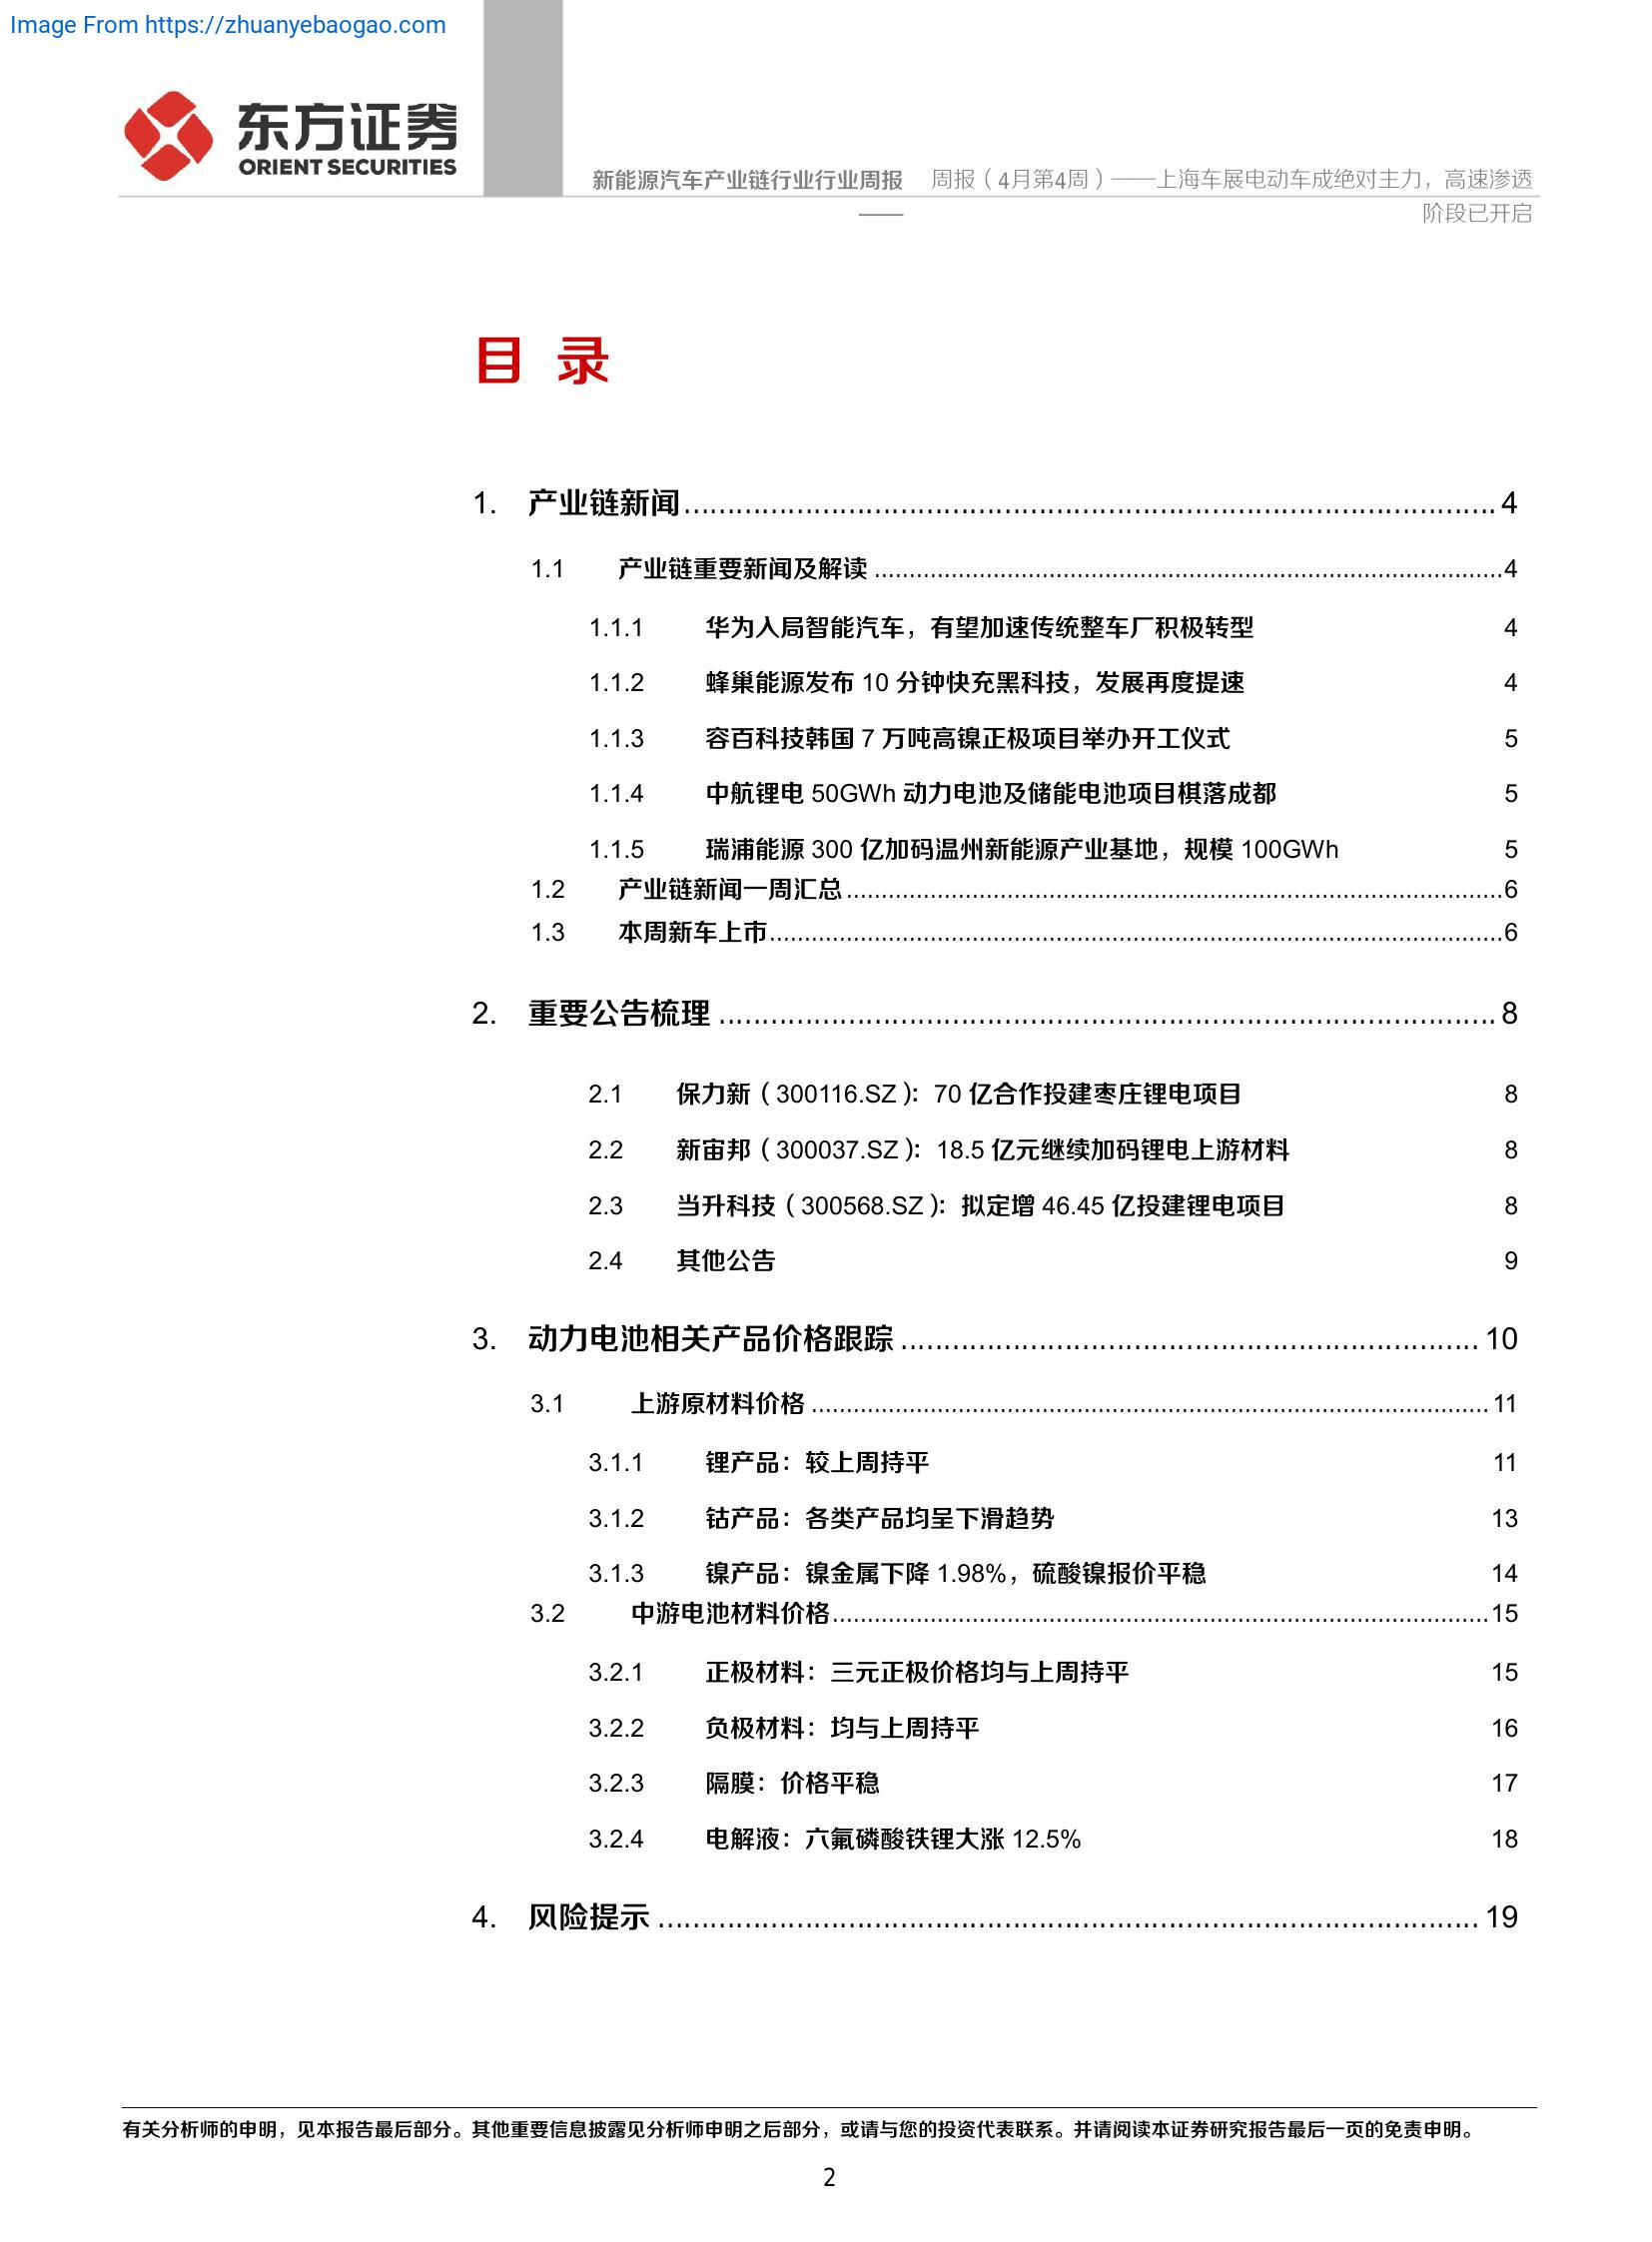 Image From https://zhuanyebaogao.com
东方证券
ORIENT SECURITIES
新能源汽车产业链行业行业周报 周报（4月第4周）——上海车展电动车成绝对主力，高速渗透
——
阶段已开启
目 录
1. 产业链新闻 4
1.1 产业链重要新闻及解读 4
1.1.1 华为入局智能汽车，有望加速传统整车厂积极转型 4
1.1.2 蜂巢能源发布 10 分钟快充黑科技，发展再度提速 4
1.1.3 容百科技韩国 7 万吨高镍正极项目举办开工仪式 5
1.1.4 中航锂电 50GWh 动力电池及储能电池项目棋落成都 5
1.1.5 瑞浦能源 300 亿加码温州新能源产业基地，规模 100GWh 5
1.2 产业链新闻一周汇总 6
1.3 本周新车上市 6
2. 重要公告梳理 8
2.1 保力新（300116.SZ）：70 亿合作投建枣庄锂电项目 8
2.2 新宙邦（300037.SZ）：18.5 亿元继续加码锂电上游材料 8
2.3 当升科技（300568.SZ）：拟定增 46.45 亿投建锂电项目 8
2.4 其他公告 9
3. 动力电池相关产品价格跟踪 10
3.1 上游原材料价格 11
3.1.1 锂产品：较上周持平 11
3.1.2 钴产品：各类产品均呈下滑趋势 13
3.1.3 镍产品：镍金属下降 1.98%，硫酸镍报价平稳 14
3.2 中游电池材料价格 15
3.2.1 正极材料：三元正极价格均与上周持平 15
3.2.2 负极材料：均与上周持平 16
3.2.3 隔膜：价格平稳 17
3.2.4 电解液：六氟磷酸铁锂大涨 12.5% 18
4. 风险提示 19
有关分析师的申明，见本报告最后部分。其他重要信息披露见分析师申明之后部分，或请与您的投资代表联系。并请阅读本证券研究报告最后一页的免责申明。
2